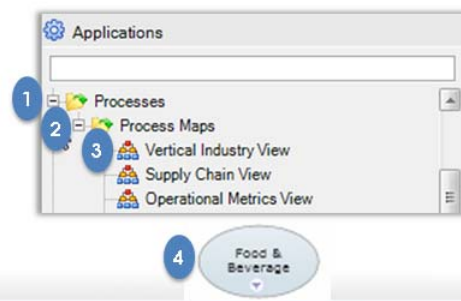 Applications
1 Processes
2 Process Maps
3 Vertical Industry View
Supply Chain View
Operational Metrics View
4 Food &
Beverage